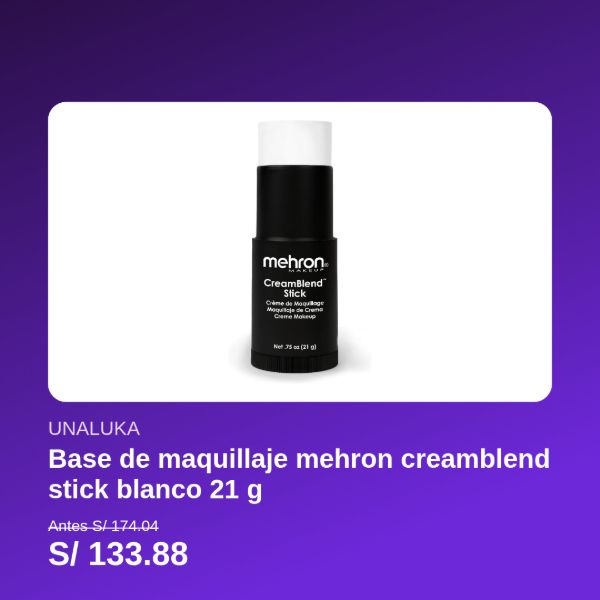 mehron®
MAKEUP
CreamBlend™
Stick
Crème de Maquillage
Maquillaje de Crema
Creme Makeup
Net .75 oz (21 g)
UNALUKA
Base de maquillaje mehron creamblend
stick blanco 21 g
Antes S/ 174.04
S/ 133.88